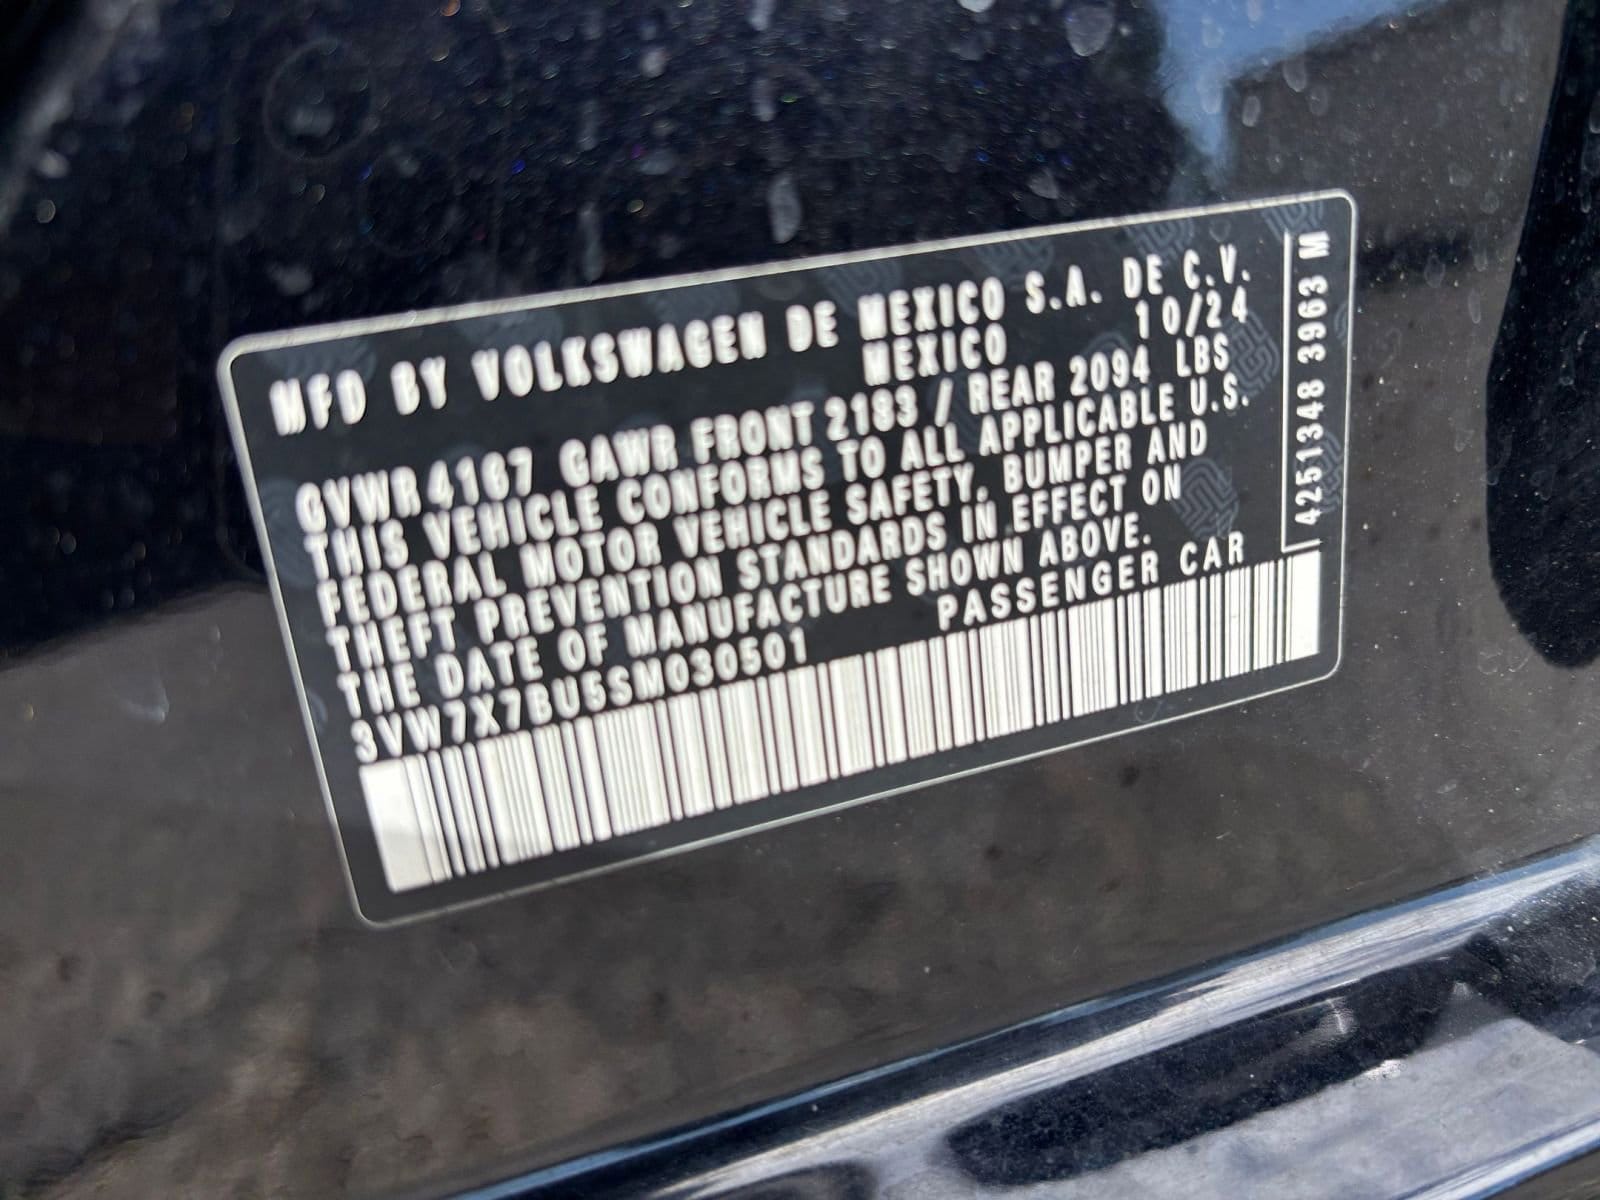 MFD BY VOLKSWAGEN DE MEXICO S.A. DE C.V.
MEXICO 10/24
GVWR 4167 GAWR FRONT 2183 / REAR 2094 LBS
THIS VEHICLE CONFORMS TO ALL APPLICABLE U.S.
FEDERAL MOTOR VEHICLE SAFETY, BUMPER AND
THEFT PREVENTION STANDARDS IN EFFECT ON
THE DATE OF MANUFACTURE SHOWN ABOVE.
3VW7X7BU5SM030501 PASSENGER CAR
4251348 3963 M